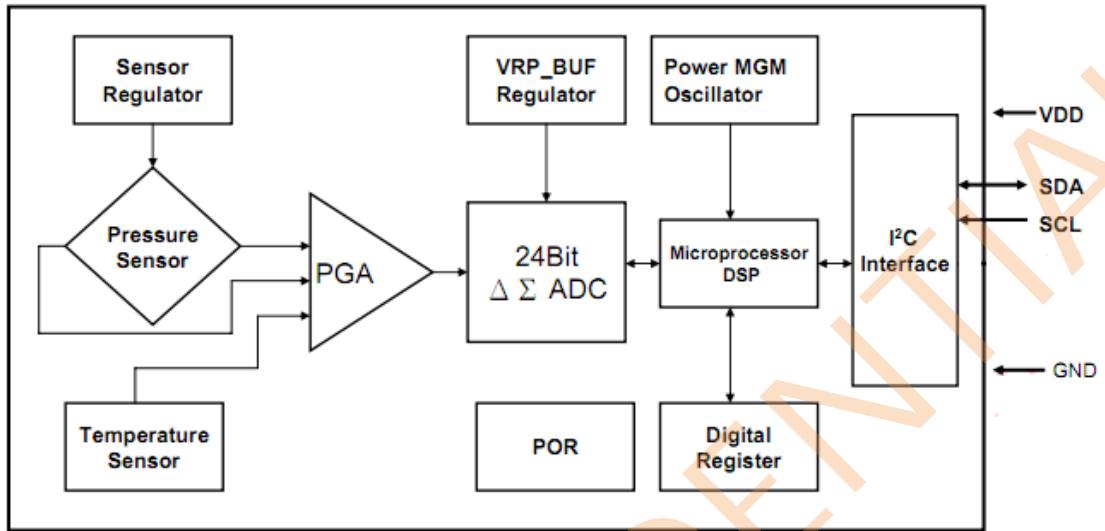 Sensor
Regulator
VRP_BUF
Regulator
Power MGM
Oscillator
VDD
SDA
SCL
Pressure
Sensor
PGA
24Bit
Δ Σ ADC
Microprocessor
DSP
I²C
Interface
GND
Temperature
Sensor
POR
Digital
Register
ENTIAL